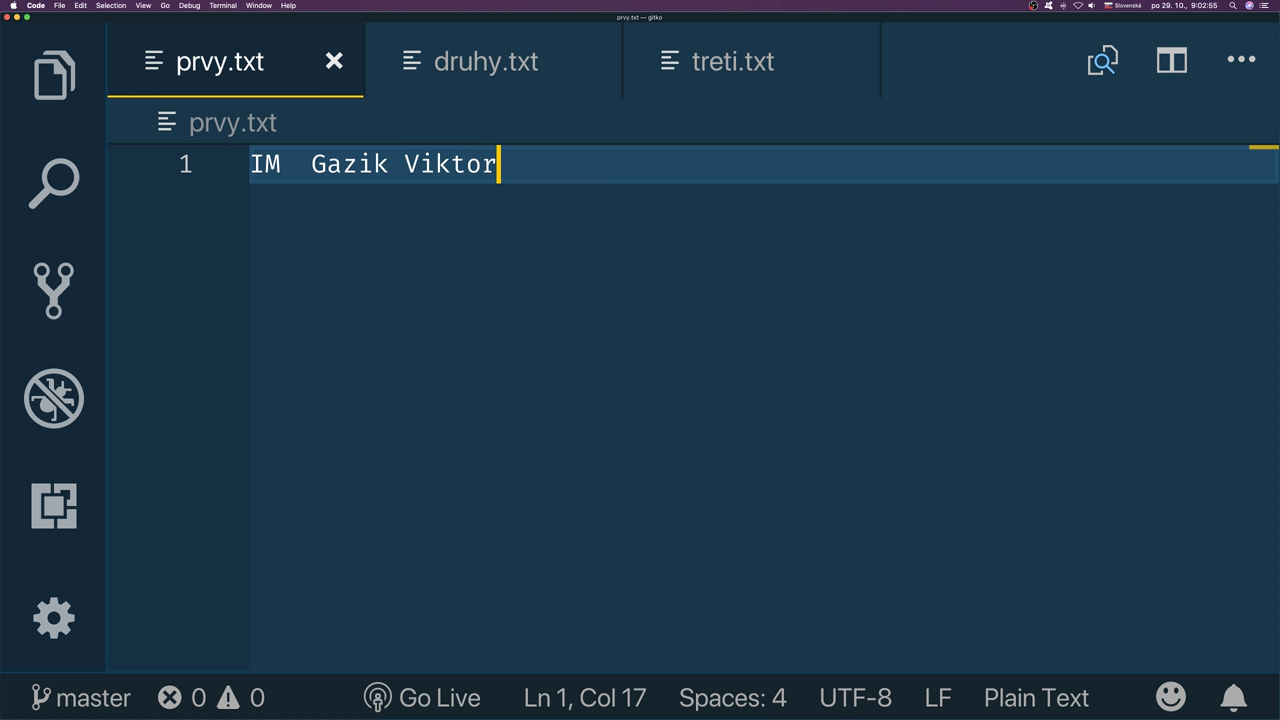 Code File Edit Selection View Go Debug Terminal Window Help Slovenská po 29. 10., 9:02:55
prvy.txt — gitko
prvy.txt druhy.txt treti.txt
prvy.txt
1 IM  Gazik Viktor
master 0 0 Go Live Ln 1, Col 17 Spaces: 4 UTF-8 LF Plain Text